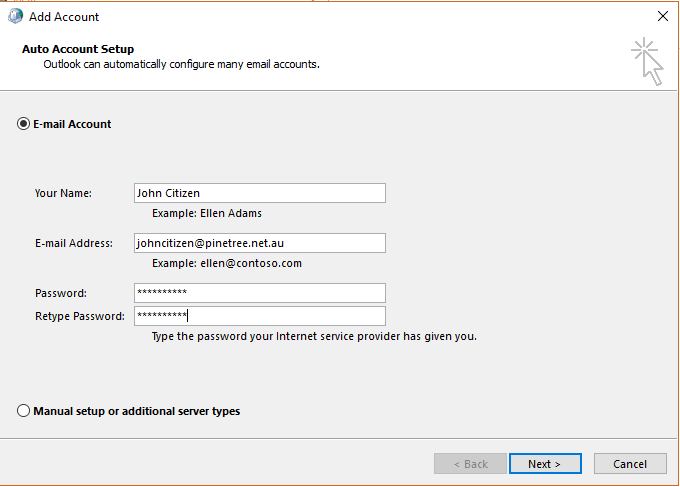 Add Account
Auto Account Setup
Outlook can automatically configure many email accounts.
E-mail Account
Your Name: John Citizen
Example: Ellen Adams
E-mail Address: johncitizen@pinetree.net.au
Example: ellen@contoso.com
Password: **********
Retype Password: **********
Type the password your Internet service provider has given you.
Manual setup or additional server types
< Back Next > Cancel